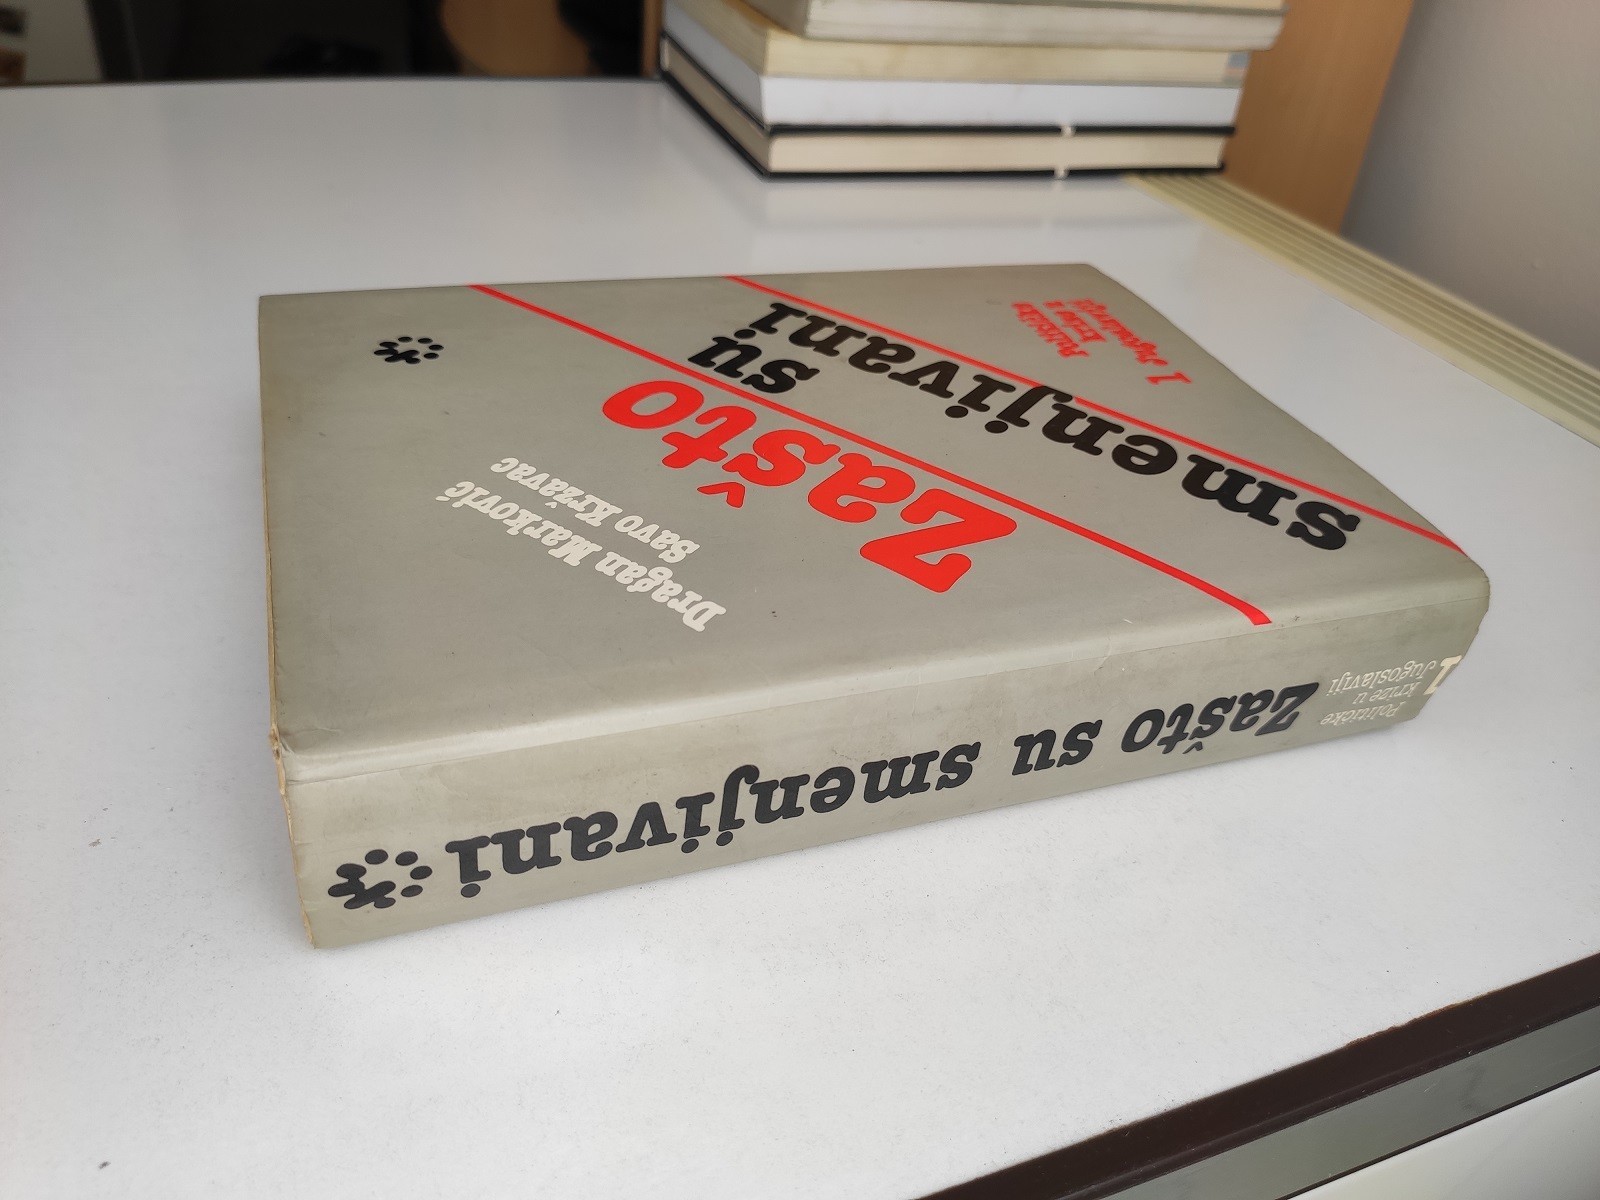 Dragan Marković
Savo Kržavac
Zašto
su
smenjivani
1
Političke
krize u
Jugoslaviji
1
Političke
krize u
Jugoslaviji
Zašto su smenjivani